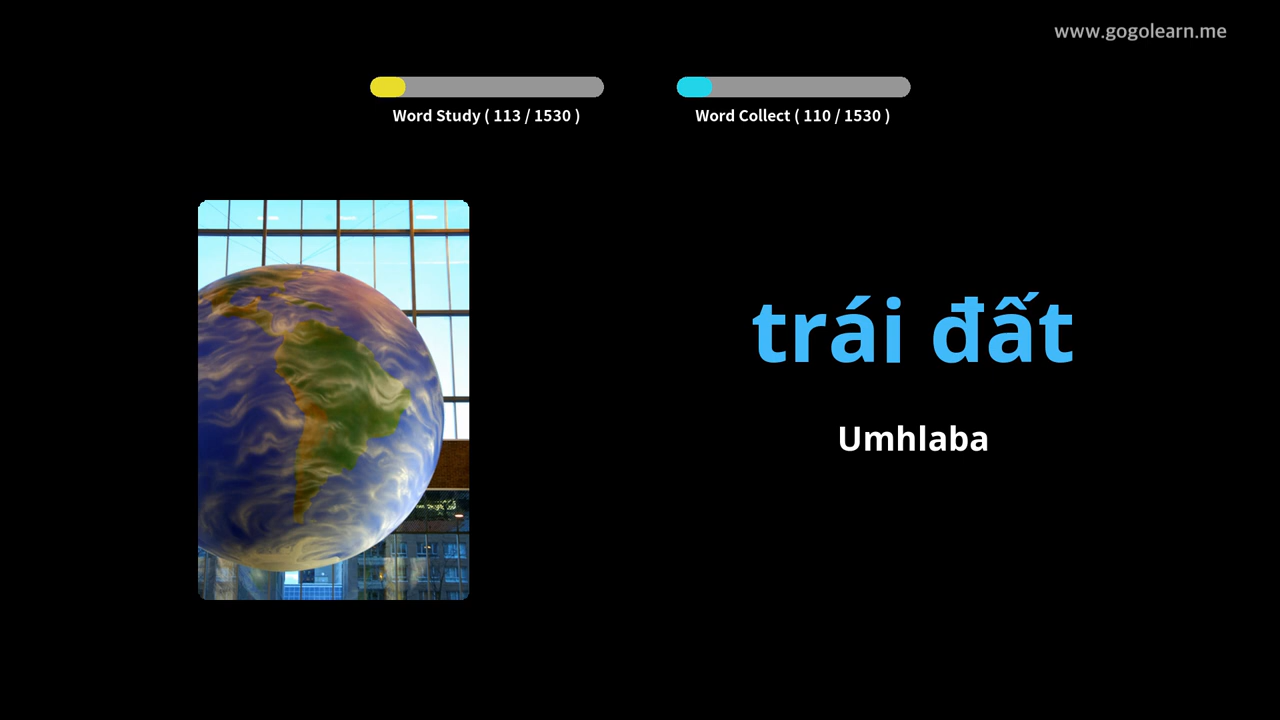 www.gogolearn.me
Word Study ( 113 / 1530 )
Word Collect ( 110 / 1530 )
trái đất
Umhlaba